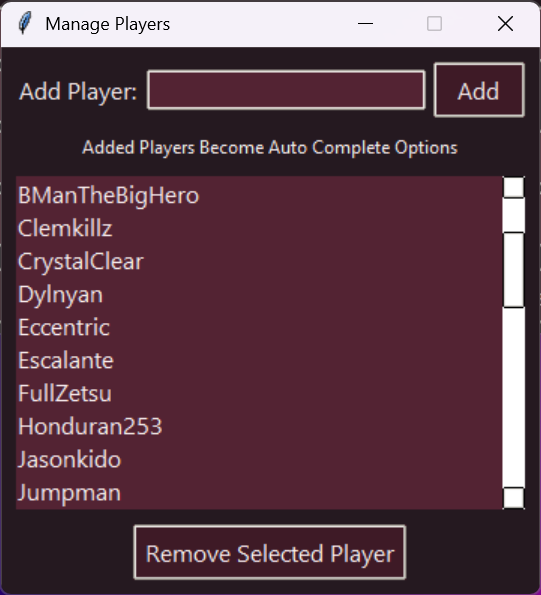 Manage Players
Add Player:
Add
Added Players Become Auto Complete Options
BManTheBigHero
Clemkillz
CrystalClear
Dylnyan
Eccentric
Escalante
FullZetsu
Honduran253
Jasonkido
Jumpman
Remove Selected Player